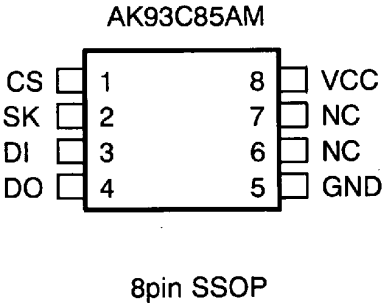 AK93C85AM
CS 1 8 VCC
SK 2 7 NC
DI 3 6 NC
DO 4 5 GND
8pin SSOP